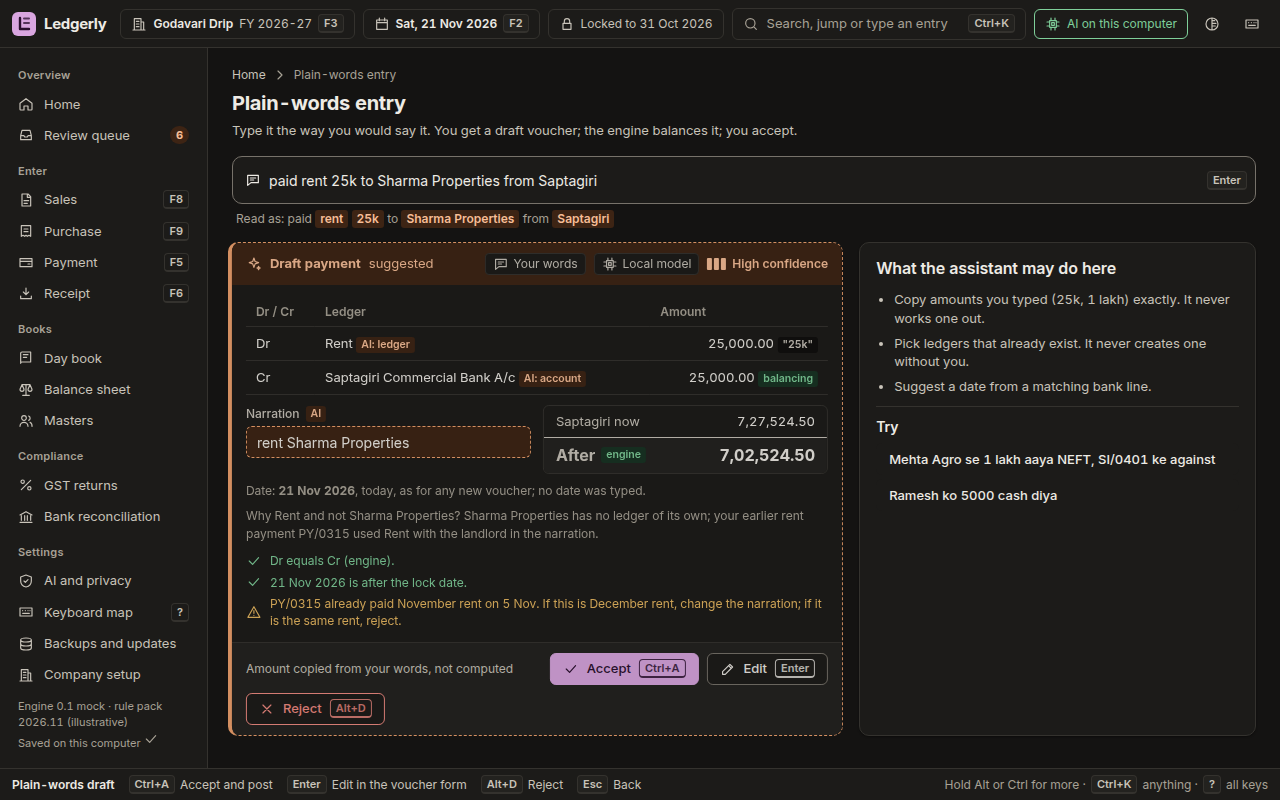 Ledgerly
Godavari Drip FY 2026-27 F3
Sat, 21 Nov 2026 F2
Locked to 31 Oct 2026
Search, jump or type an entry Ctrl+K
AI on this computer
Overview
Home
Review queue 6
Enter
Sales F8
Purchase F9
Payment F5
Receipt F6
Books
Day book
Balance sheet
Masters
Compliance
GST returns
Bank reconciliation
Settings
AI and privacy
Keyboard map ?
Backups and updates
Company setup
Engine 0.1 mock · rule pack
2026.11 (illustrative)
Saved on this computer
Home > Plain-words entry
Plain-words entry
Type it the way you would say it. You get a draft voucher; the engine balances it; you accept.
paid rent 25k to Sharma Properties from Saptagiri Enter
Read as: paid rent 25k to Sharma Properties from Saptagiri
Draft payment suggested Your words Local model High confidence
Dr / Cr Ledger Amount
Dr Rent AI: ledger 25,000.00 "25k"
Cr Saptagiri Commercial Bank A/c AI: account 25,000.00 balancing
Narration AI
rent Sharma Properties
Saptagiri now 7,27,524.50
After engine 7,02,524.50
Date: 21 Nov 2026, today, as for any new voucher; no date was typed.
Why Rent and not Sharma Properties? Sharma Properties has no ledger of its own; your earlier rent
payment PY/0315 used Rent with the landlord in the narration.
Dr equals Cr (engine).
21 Nov 2026 is after the lock date.
PY/0315 already paid November rent on 5 Nov. If this is December rent, change the narration; if it
is the same rent, reject.
Amount copied from your words, not computed
Accept Ctrl+A
Edit Enter
Reject Alt+D
What the assistant may do here
• Copy amounts you typed (25k, 1 lakh) exactly. It never
works one out.
• Pick ledgers that already exist. It never creates one
without you.
• Suggest a date from a matching bank line.
Try
Mehta Agro se 1 lakh aaya NEFT, SI/0401 ke against
Ramesh ko 5000 cash diya
Plain-words draft Ctrl+A Accept and post Enter Edit in the voucher form Alt+D Reject Esc Back
Hold Alt or Ctrl for more · Ctrl+K anything · ? all keys